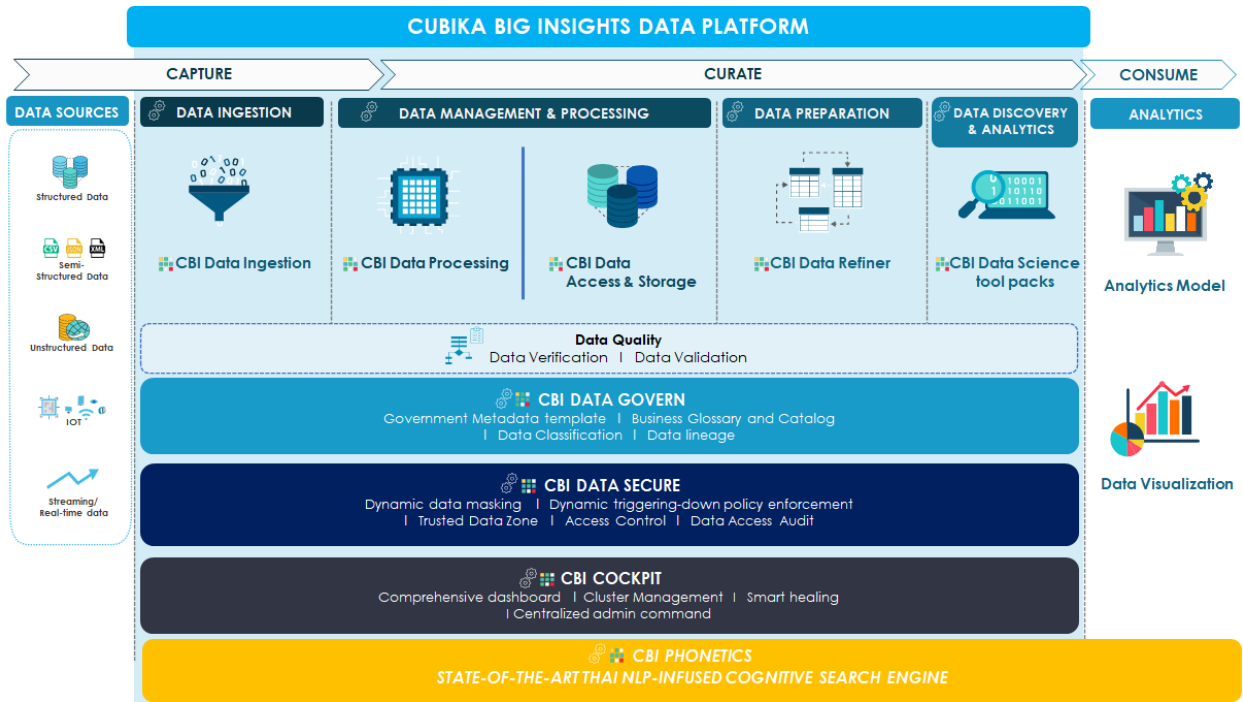 CUBIKA BIG INSIGHTS DATA PLATFORM
CAPTURE
CURATE
CONSUME
DATA SOURCES
DATA INGESTION
DATA MANAGEMENT & PROCESSING
DATA PREPARATION
DATA DISCOVERY
& ANALYTICS
ANALYTICS
Structured Data
CSV
JSON
XML
Semi-
Structured Data
Unstructured Data
IOT
Streaming/
Real-time data
CBI Data Ingestion
CBI Data Processing
CBI Data
Access & Storage
CBI Data Refiner
10001
10110
0011001
CBI Data Science
tool packs
Analytics Model
Data Visualization
Data Quality
Data Verification | Data Validation
CBI DATA GOVERN
Government Metadata template | Business Glossary and Catalog
| Data Classification | Data lineage
CBI DATA SECURE
Dynamic data masking | Dynamic triggering-down policy enforcement
| Trusted Data Zone | Access Control | Data Access Audit
CBI COCKPIT
Comprehensive dashboard | Cluster Management | Smart healing
| Centralized admin command
CBI PHONETICS
STATE-OF-THE-ART THAI NLP-INFUSED COGNITIVE SEARCH ENGINE